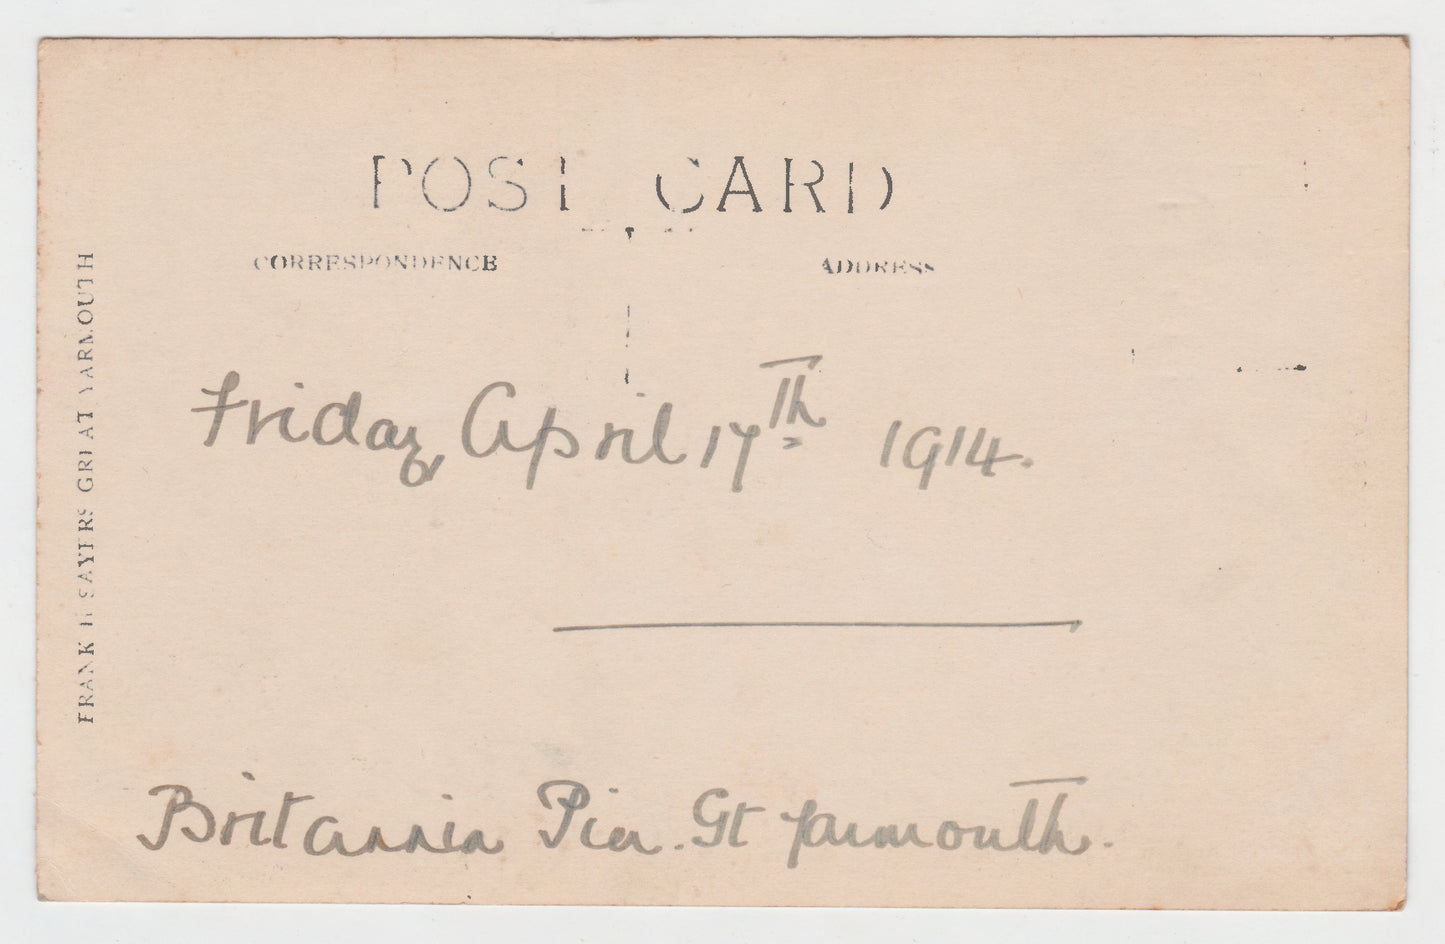 POST CARD
CORRESPONDENCE
ADDRESS
FRANK H SAYERS GREAT YARMOUTH
Friday, April 17th 1914.
Britannia Pier. Gt Yarmouth.